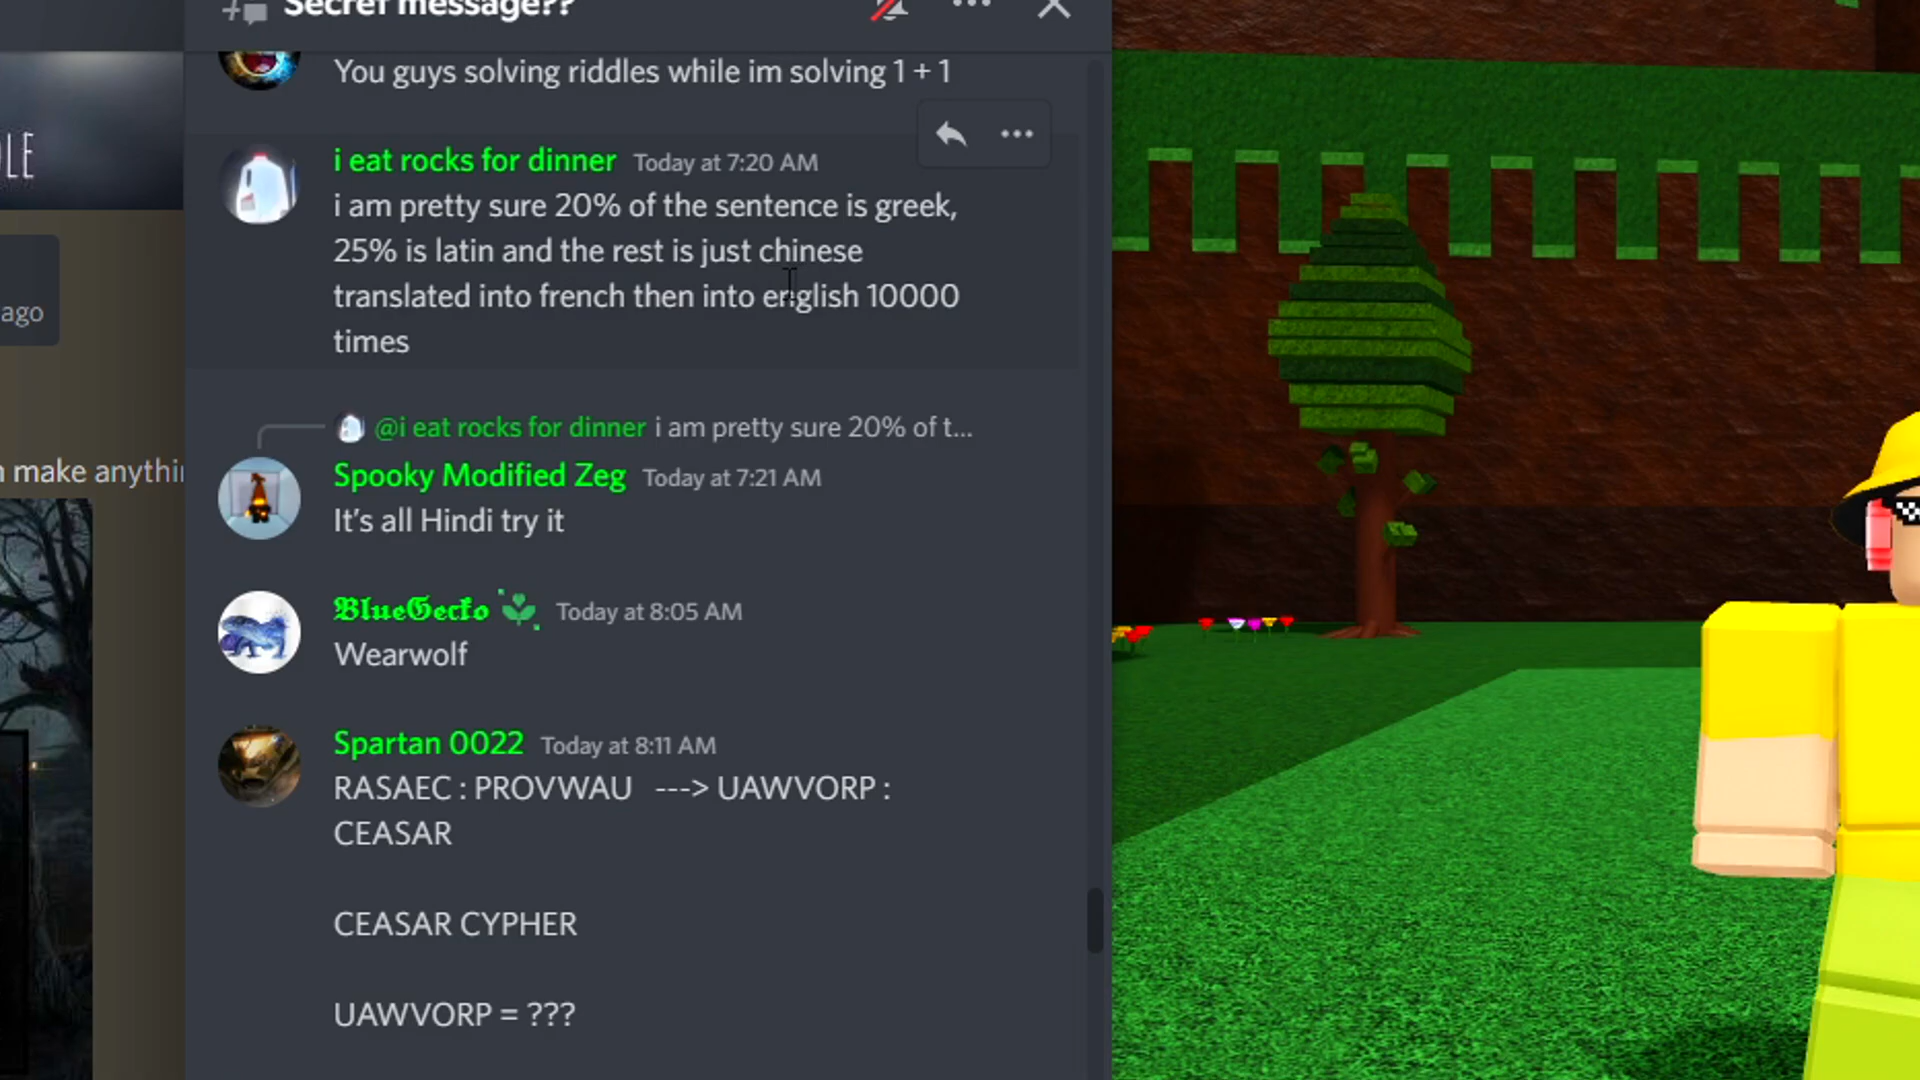 Secret message??
You guys solving riddles while im solving 1 + 1
i eat rocks for dinner Today at 7:20 AM
i am pretty sure 20% of the sentence is greek,
25% is latin and the rest is just chinese
translated into french then into english 10000
times
ago
@i eat rocks for dinner i am pretty sure 20% of t...
Spooky Modified Zeg Today at 7:21 AM
make anythin
It's all Hindi try it
BlueGecko Today at 8:05 AM
Wearwolf
Spartan 0022 Today at 8:11 AM
RASAEC : PROVWAU ---> UAWVORP :
CEASAR
CEASAR CYPHER
UAWVORP = ???